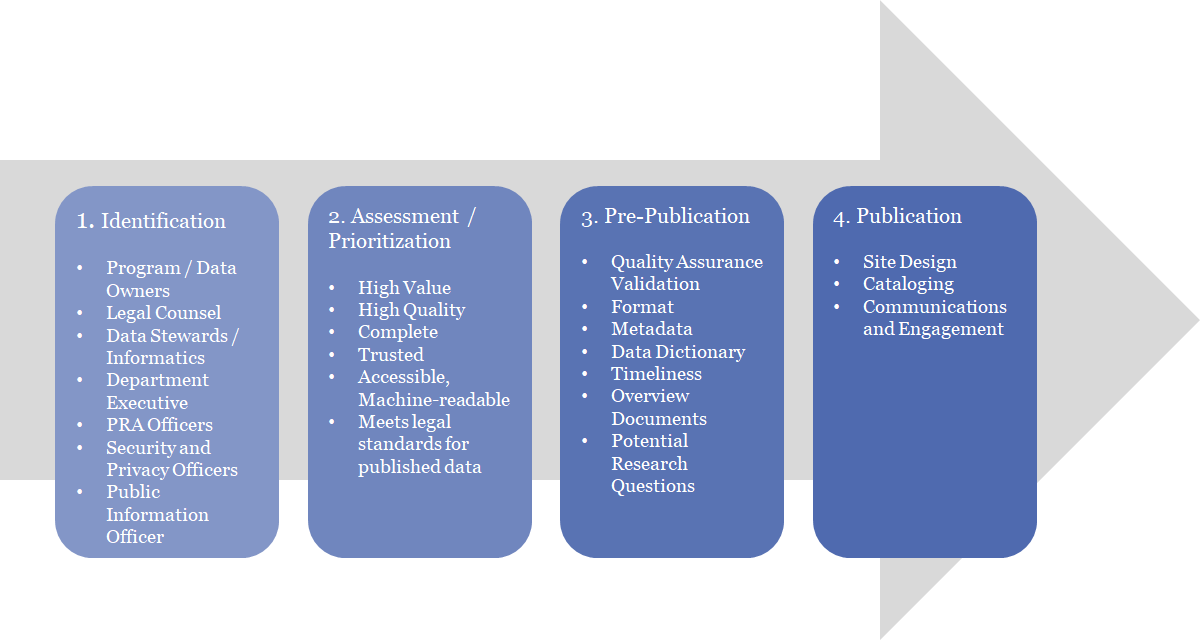 1. Identification
• Program / Data
Owners
• Legal Counsel
• Data Stewards /
Informatics
• Department
Executive
• PRA Officers
• Security and
Privacy Officers
• Public
Information
Officer
2. Assessment /
Prioritization
• High Value
• High Quality
• Complete
• Trusted
• Accessible,
Machine-readable
• Meets legal
standards for
published data
3. Pre-Publication
• Quality Assurance
Validation
• Format
• Metadata
• Data Dictionary
• Timeliness
• Overview
Documents
• Potential
Research
Questions
4. Publication
• Site Design
• Cataloging
• Communications
and Engagement